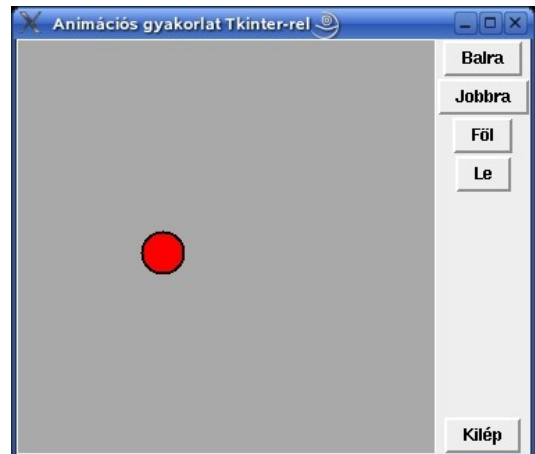 Animációs gyakorlat Tkinter-rel
Balra
Jobbra
Föl
Le
Kilép